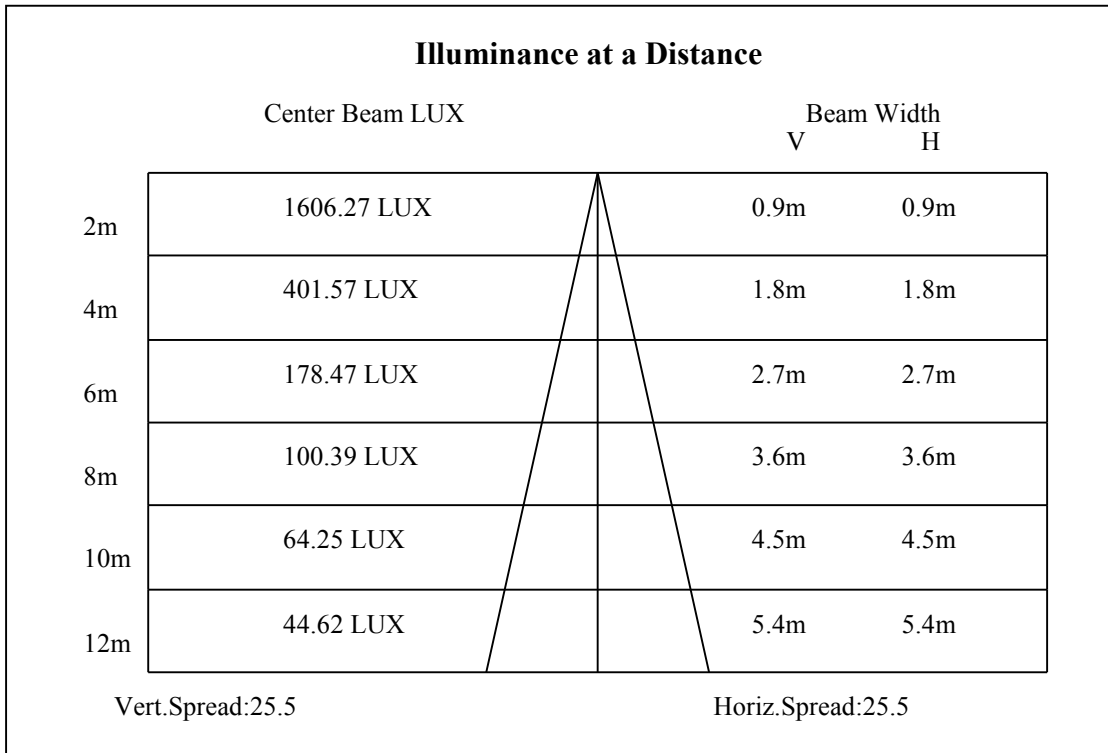 Illuminance at a Distance
Center Beam LUX Beam Width
V H
2m 1606.27 LUX 0.9m 0.9m
4m 401.57 LUX 1.8m 1.8m
6m 178.47 LUX 2.7m 2.7m
8m 100.39 LUX 3.6m 3.6m
10m 64.25 LUX 4.5m 4.5m
12m 44.62 LUX 5.4m 5.4m
Vert.Spread:25.5 Horiz.Spread:25.5